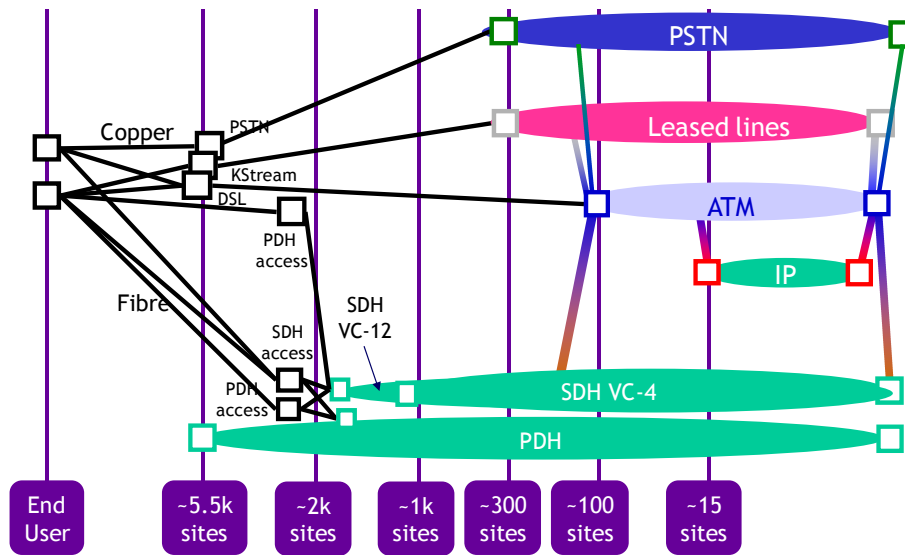 PSTN
Copper
PSTN
Leased lines
KStream
DSL
ATM
PDH
access
IP
Fibre
SDH
VC-12
SDH
access
PDH
access
SDH VC-4
PDH
End
User
~5.5k
sites
~2k
sites
~1k
sites
~300
sites
~100
sites
~15
sites